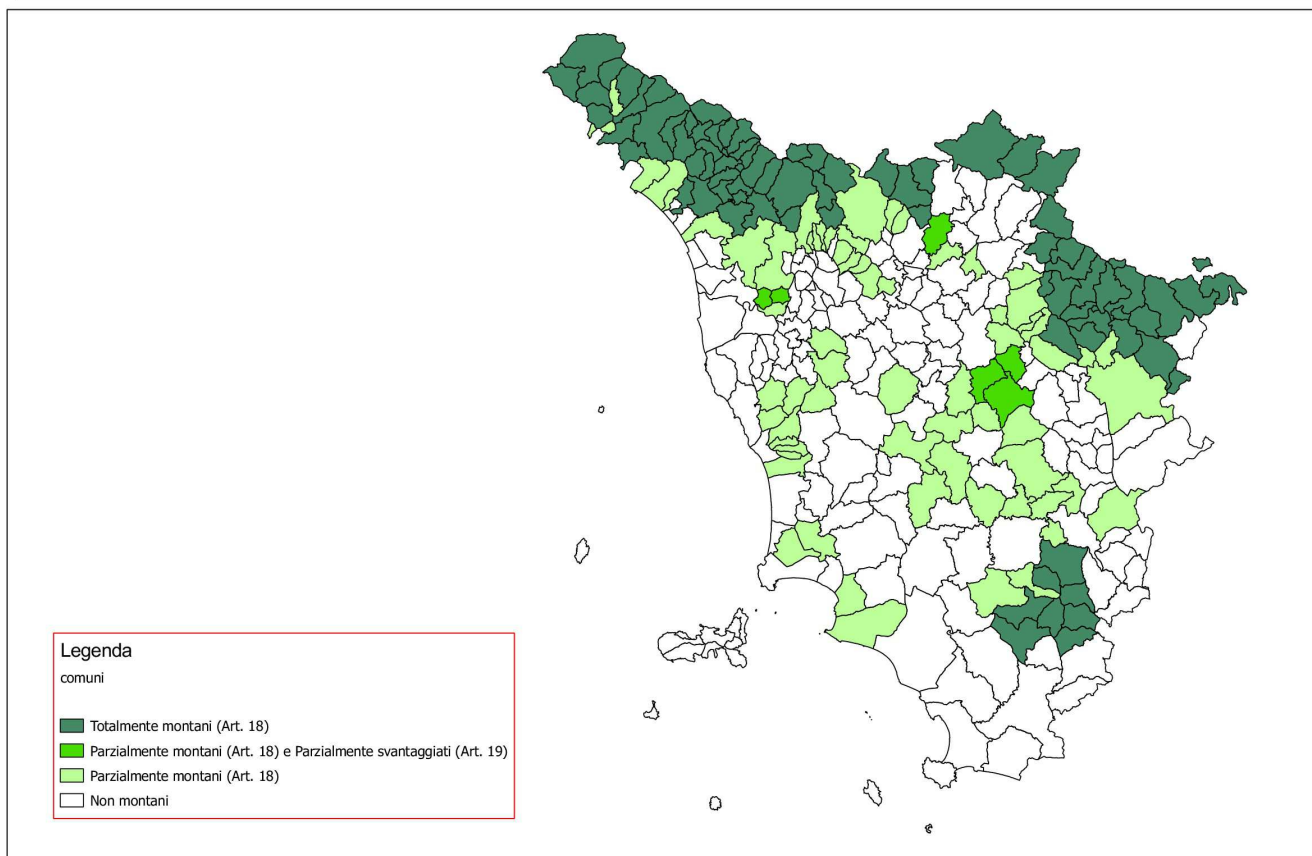 Legenda
comuni
Totalmente montani (Art. 18)
Parzialmente montani (Art. 18) e Parzialmente svantaggiati (Art. 19)
Parzialmente montani (Art. 18)
Non montani